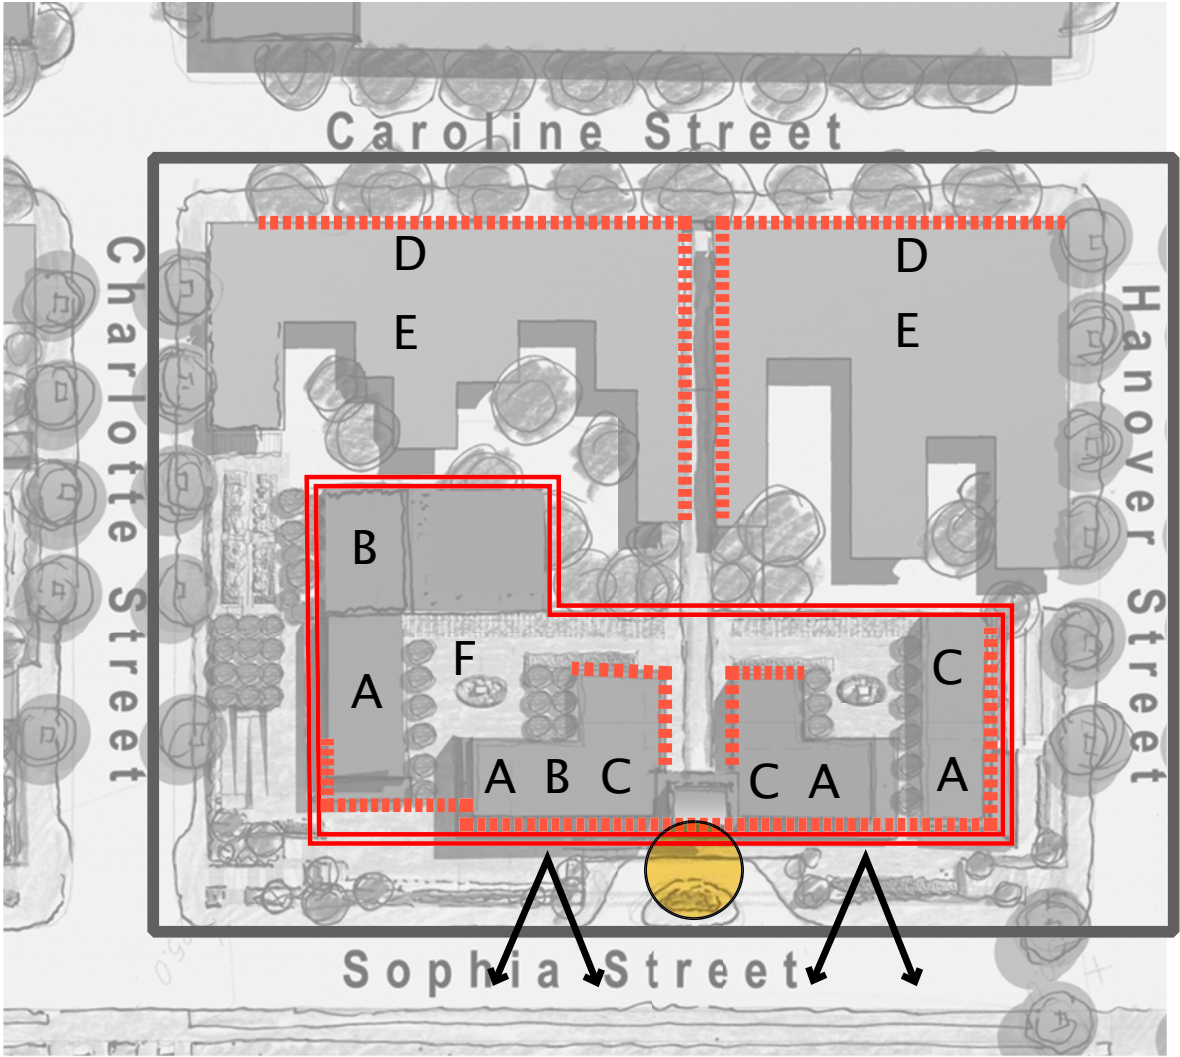 Caroline Street
Charlotte Street
Hanover Street
D
D
E
E
B
F
C
A
A B C
C A
A
Sophia Street